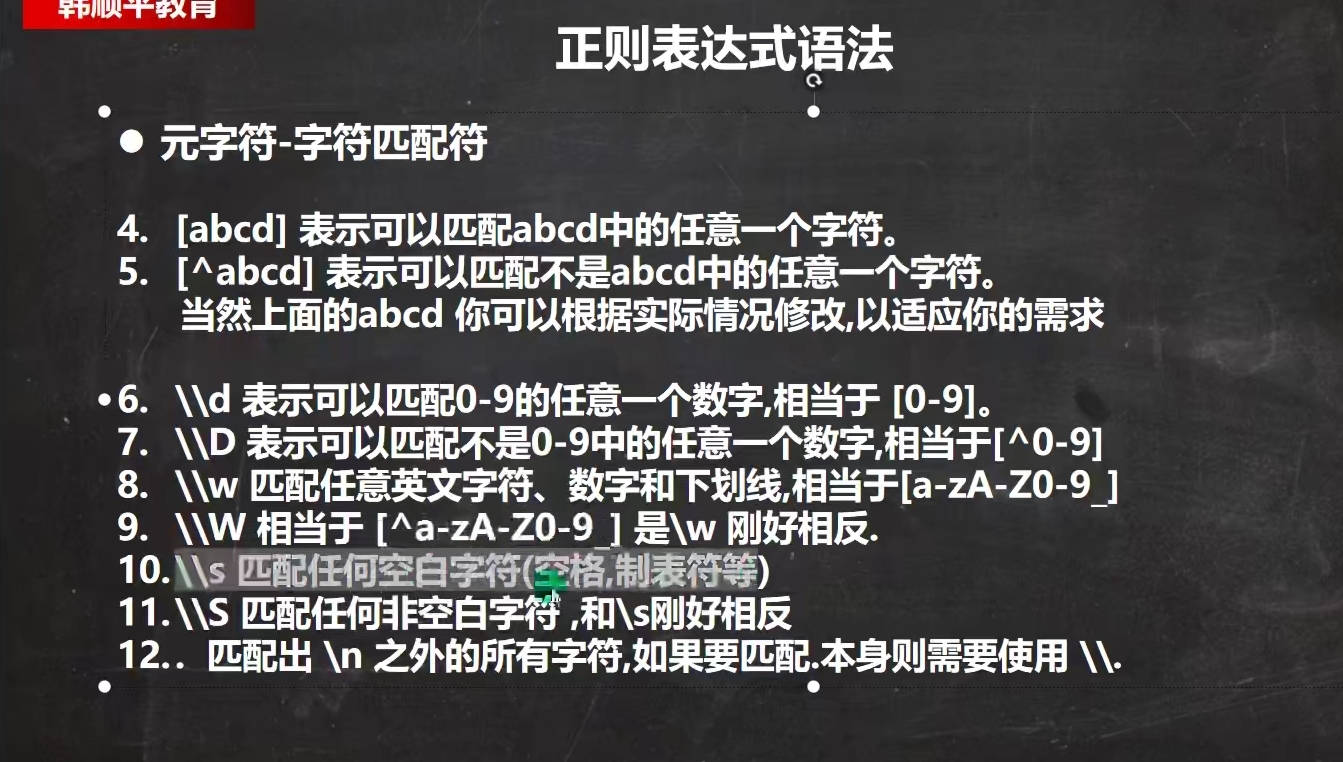 韩顺平教育
正则表达式语法
● 元字符-字符匹配符
4. [abcd] 表示可以匹配abcd中的任意一个字符。
5. [^abcd] 表示可以匹配不是abcd中的任意一个字符。
当然上面的abcd 你可以根据实际情况修改,以适应你的需求
6. \\d 表示可以匹配0-9的任意一个数字,相当于 [0-9]。
7. \\D 表示可以匹配不是0-9中的任意一个数字,相当于[^0-9]
8. \\w 匹配任意英文字符、数字和下划线,相当于[a-zA-Z0-9_]
9. \\W 相当于 [^a-zA-Z0-9_] 是\w 刚好相反.
10.\\s 匹配任何空白字符(空格,制表符等)
11.\\S 匹配任何非空白字符 ,和\s刚好相反
12.. 匹配出 \n 之外的所有字符,如果要匹配.本身则需要使用 \\.